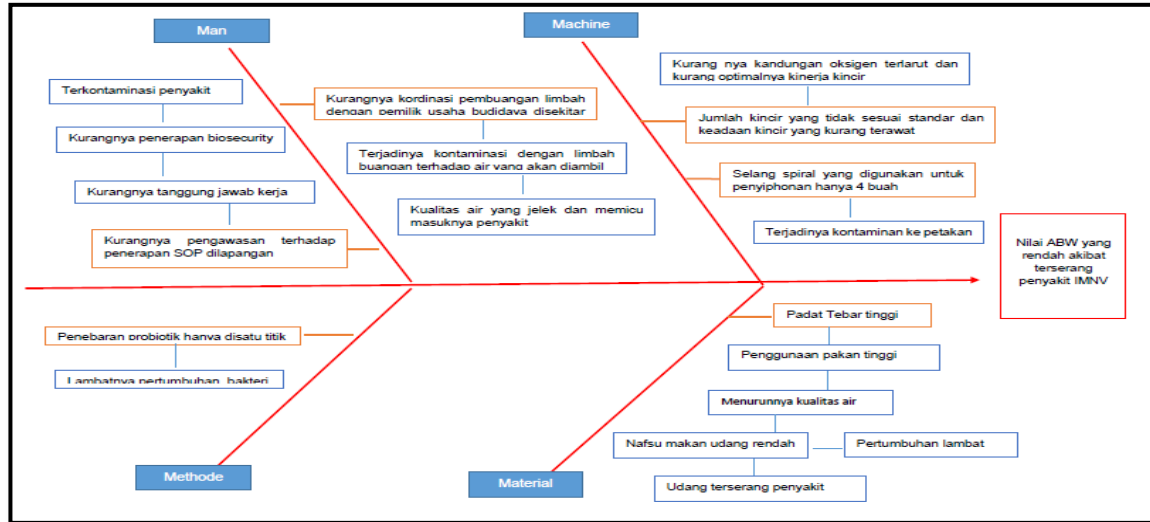 Man
Machine
Kurang nya kandungan oksigen terlarut dan
kurang optimalnya kinerja kincir
Terkontaminasi penyakit
Kurangnya kordinasi pembuangan limbah
dengan pemilik usaha budidaya disekitar
Jumlah kincir yang tidak sesuai standar dan
keadaan kincir yang kurang terawat
Kurangnya penerapan biosecurity
Terjadinya kontaminasi dengan limbah
buangan terhadap air yang akan diambil
Kurangnya tanggung jawab kerja
Selang spiral yang digunakan untuk
penyiphonan hanya 4 buah
Kualitas air yang jelek dan memicu
masuknya penyakit
Kurangnya pengawasan terhadap
penerapan SOP dilapangan
Terjadinya kontaminan ke petakan
Nilai ABW yang
rendah akibat
terserang
penyakit IMNV
Padat Tebar tinggi
Penebaran probiotik hanya disatu titik
Penggunaan pakan tinggi
Lambatnya pertumbuhan bakteri
Menurunnya kualitas air
Nafsu makan udang rendah
Pertumbuhan lambat
Udang terserang penyakit
Methode
Material